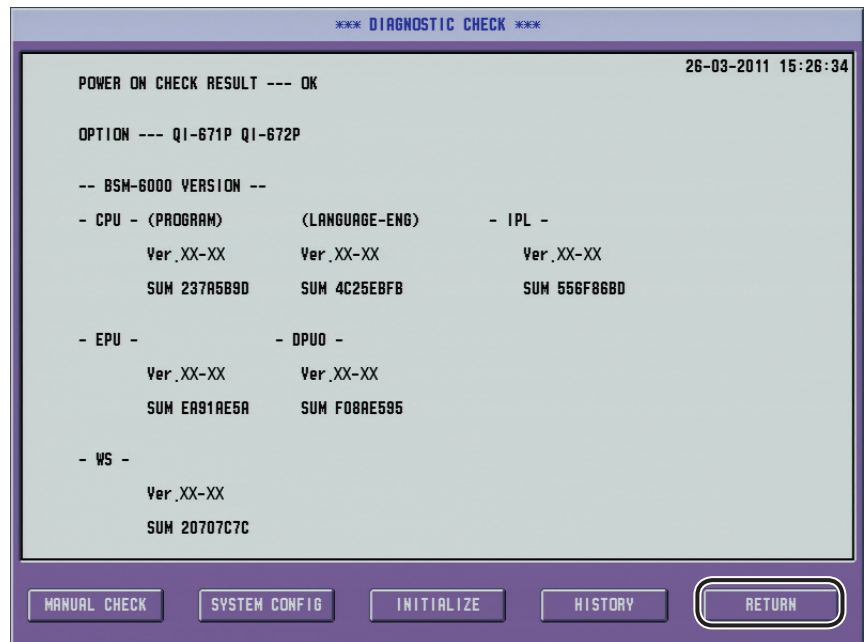 *** DIAGNOSTIC CHECK ***
26-03-2011 15:26:34
POWER ON CHECK RESULT --- OK
OPTION --- QI-671P QI-672P
-- BSM-6000 VERSION --
- CPU - (PROGRAM) (LANGUAGE-ENG) - IPL -
Ver.XX-XX Ver.XX-XX Ver.XX-XX
SUM 237A5B9D SUM 4C25EBFB SUM 556F86BD
- EPU - - DPU0 -
Ver.XX-XX Ver.XX-XX
SUM EA91AE5A SUM F08AE595
- WS -
Ver.XX-XX
SUM 20707C7C
MANUAL CHECK SYSTEM CONFIG INITIALIZE HISTORY RETURN